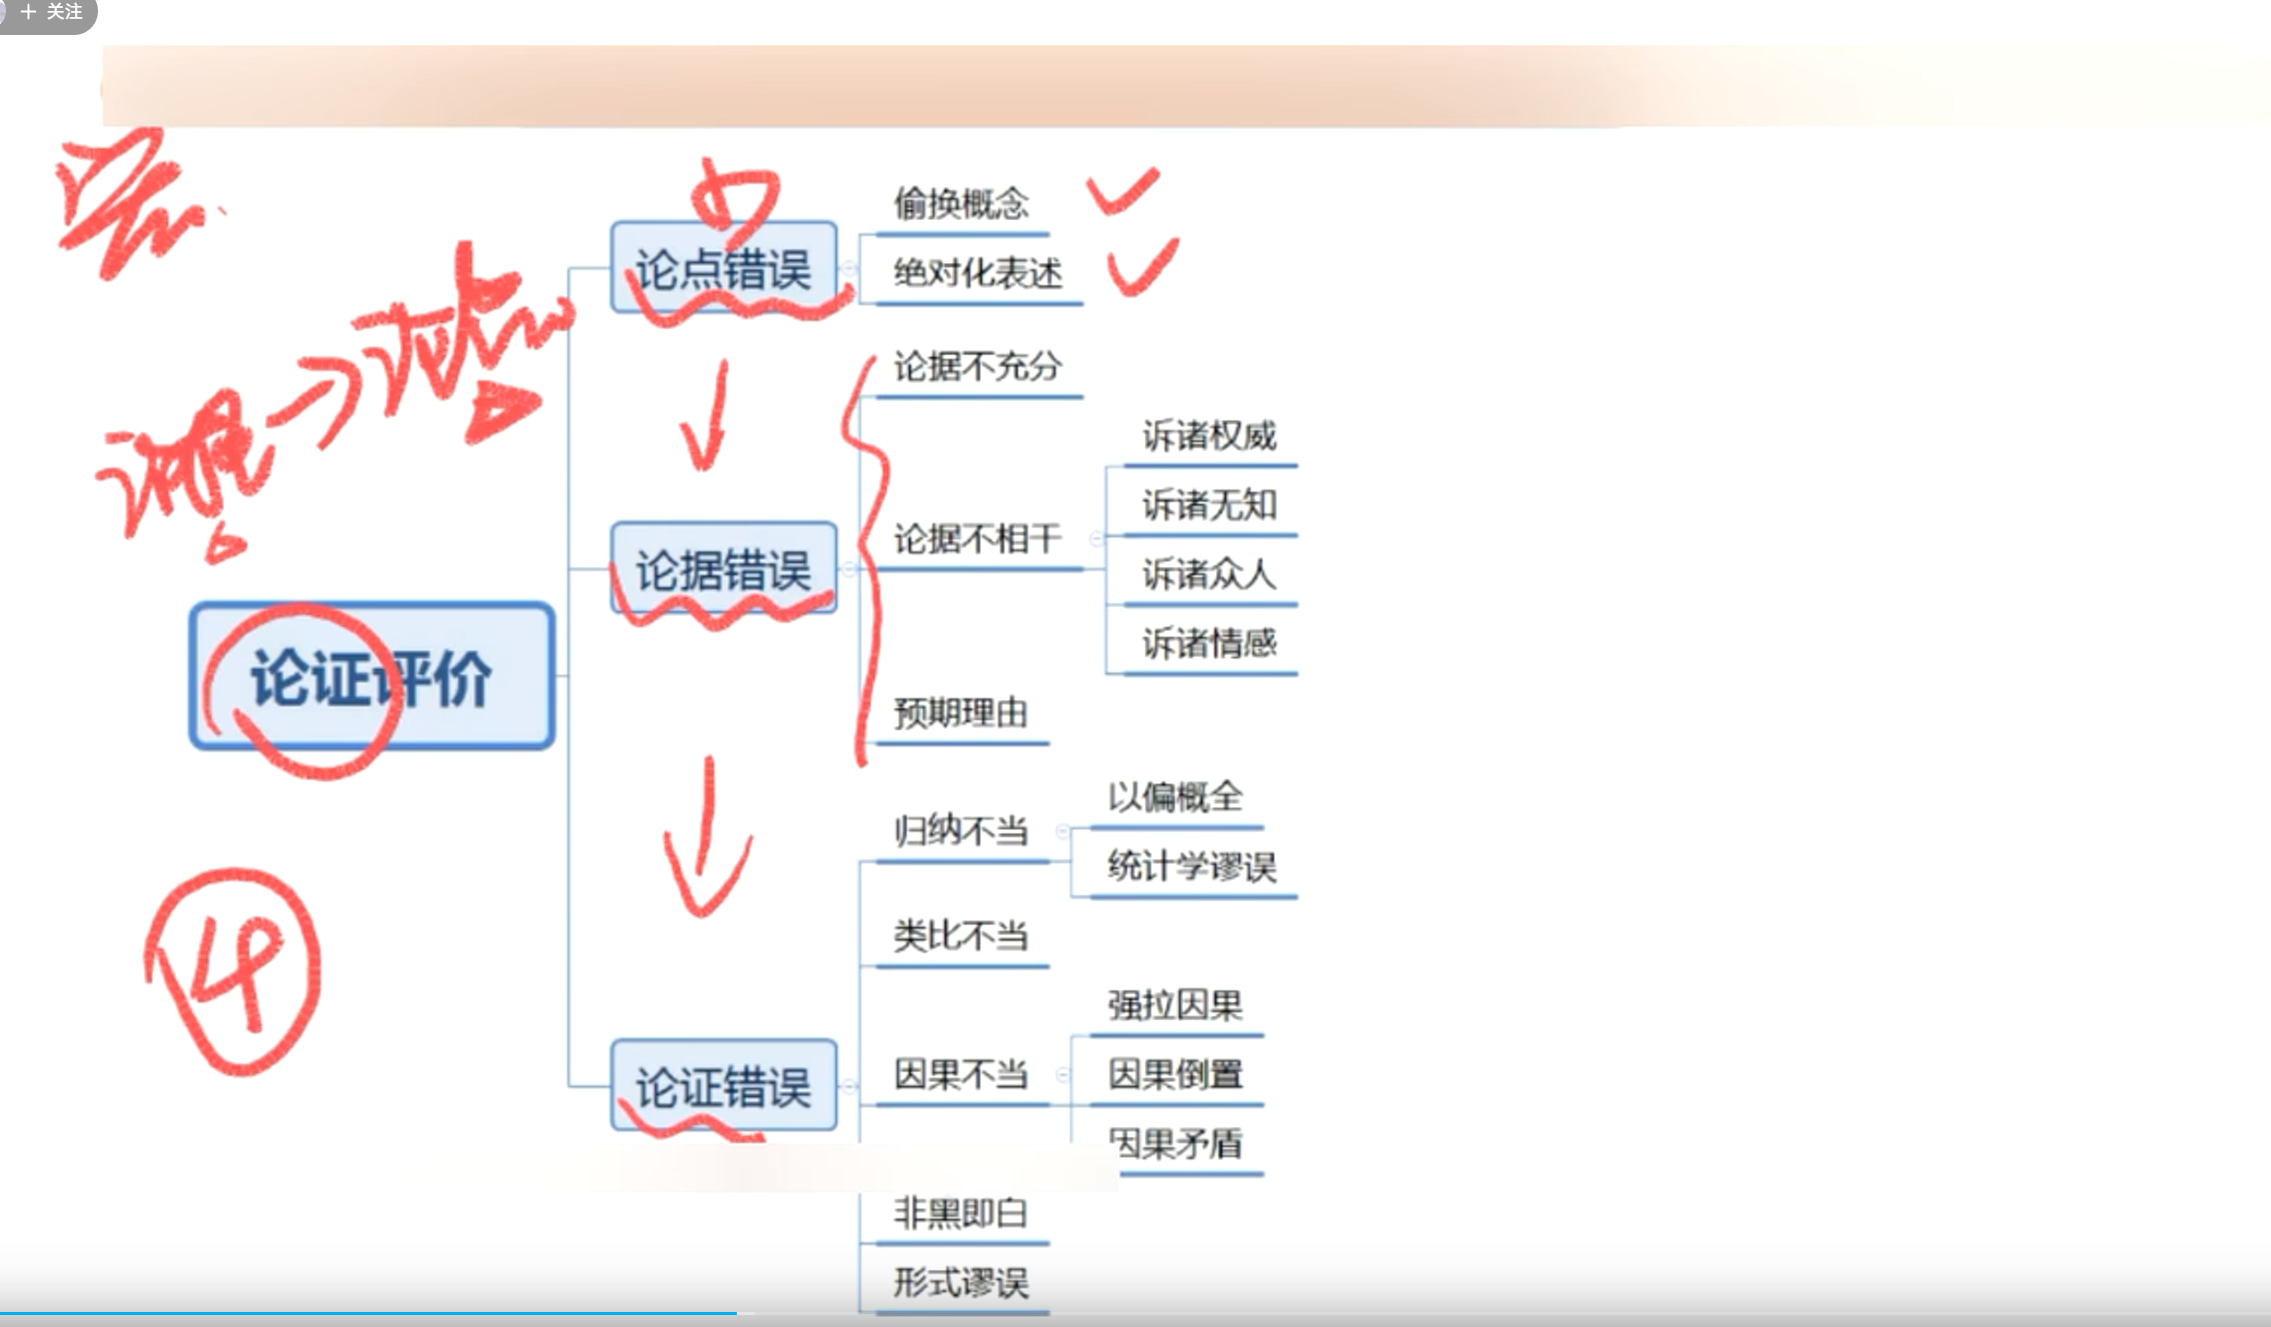 + 关注
论证评价
论点错误
偷换概念
绝对化表述
论据错误
论据不充分
论据不相干
诉诸权威
诉诸无知
诉诸众人
诉诸情感
预期理由
论证错误
归纳不当
以偏概全
统计学谬误
类比不当
因果不当
强拉因果
因果倒置
因果矛盾
非黑即白
形式谬误
4